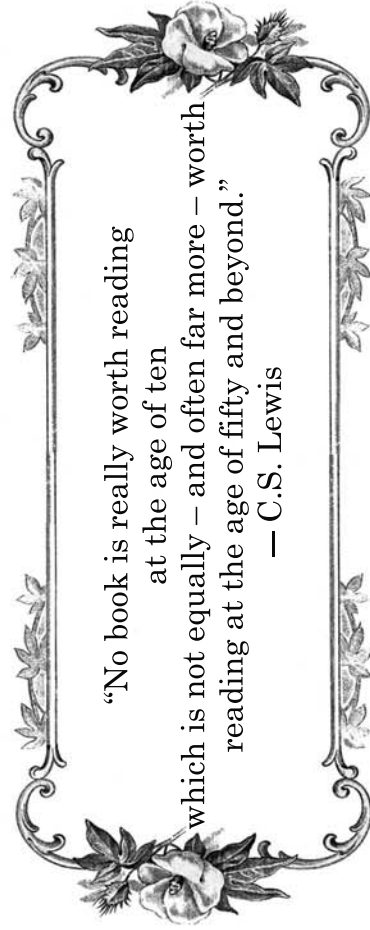 “No book is really worth reading
at the age of ten
which is not equally – and often far more – worth
reading at the age of fifty and beyond.”
— C.S. Lewis